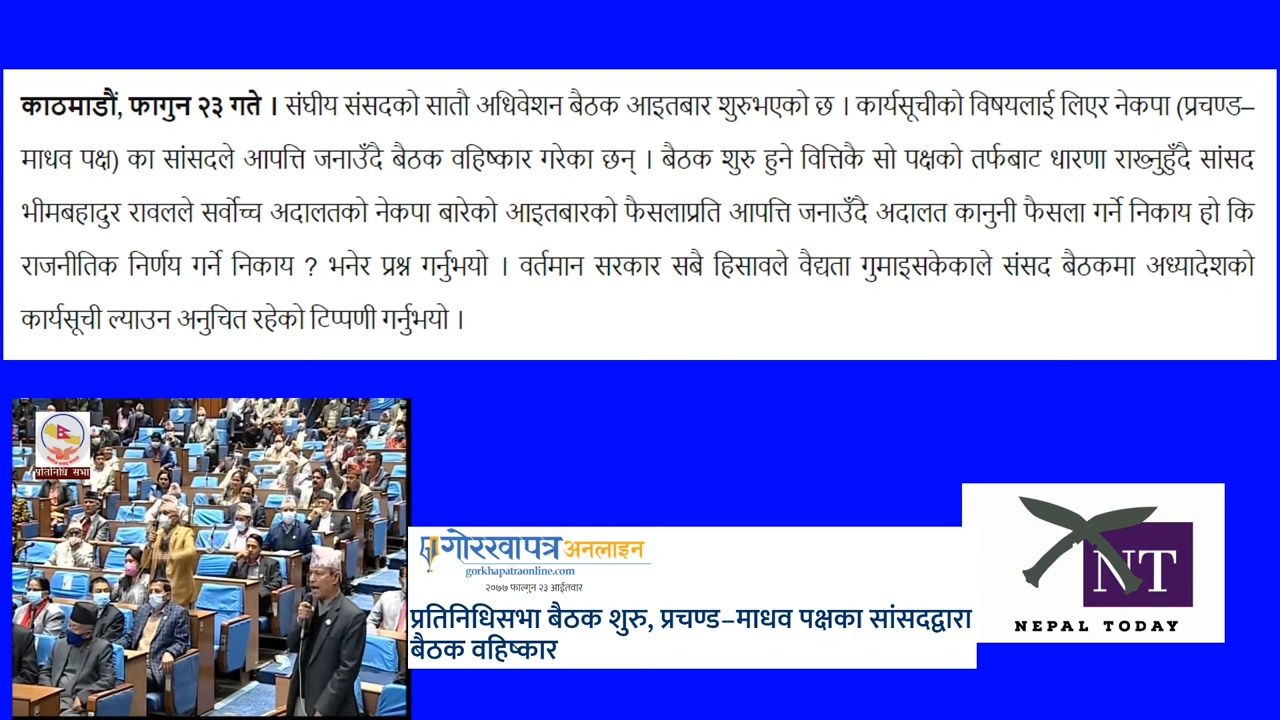 काठमाडौं, फागुन २३ गते । संघीय संसदको सातौ अधिवेशन बैठक आइतबार शुरुभएको छ । कार्यसूचीको विषयलाई लिएर नेकपा (प्रचण्ड–
माधव पक्ष) का सांसदले आपत्ति जनाउँदै बैठक वहिष्कार गरेका छन् । बैठक शुरु हुने वित्तिकै सो पक्षको तर्फबाट धारणा राख्नुहुँदै सांसद
भीमबहादुर रावलले सर्वोच्च अदालतको नेकपा बारेको आइतबारको फैसलाप्रति आपत्ति जनाउँदै अदालत कानुनी फैसला गर्ने निकाय हो कि
राजनीतिक निर्णय गर्ने निकाय ? भनेर प्रश्न गर्नुभयो । वर्तमान सरकार सबै हिसावले वैद्यता गुमाइसकेकाले संसद बैठकमा अध्यादेशको
कार्यसूची ल्याउन अनुचित रहेको टिप्पणी गर्नुभयो ।
प्रतिनिधि सभा
गोरखापत्र अनलाइन
gorkhapatraonline.com
२०७७ फाल्गुन २३ आईतवार
प्रतिनिधिसभा बैठक शुरु, प्रचण्ड–माधव पक्षका सांसदद्वारा
बैठक वहिष्कार
NT
NEPAL TODAY